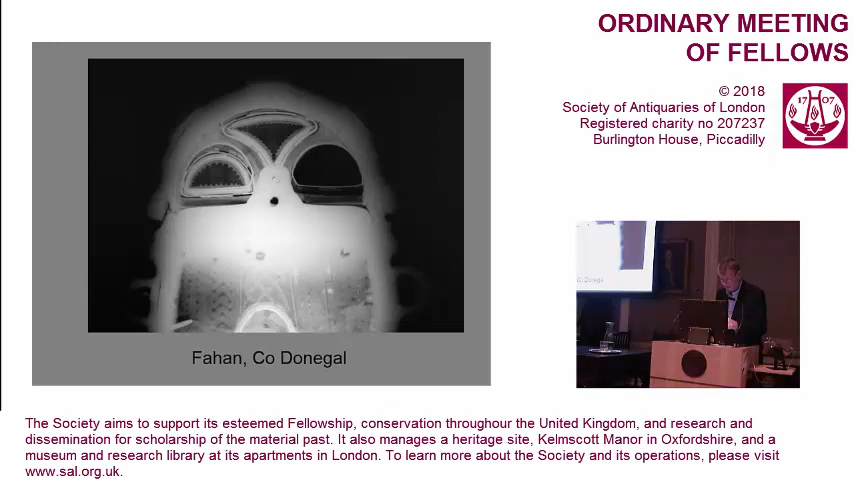 ORDINARY MEETING
OF FELLOWS
© 2018
Society of Antiquaries of London
Registered charity no 207237
Burlington House, Piccadilly
17 07
Fahan, Co Donegal
The Society aims to support its esteemed Fellowship, conservation throughour the United Kingdom, and research and
dissemination for scholarship of the material past. It also manages a heritage site, Kelmscott Manor in Oxfordshire, and a
museum and research library at its apartments in London. To learn more about the Society and its operations, please visit
www.sal.org.uk.